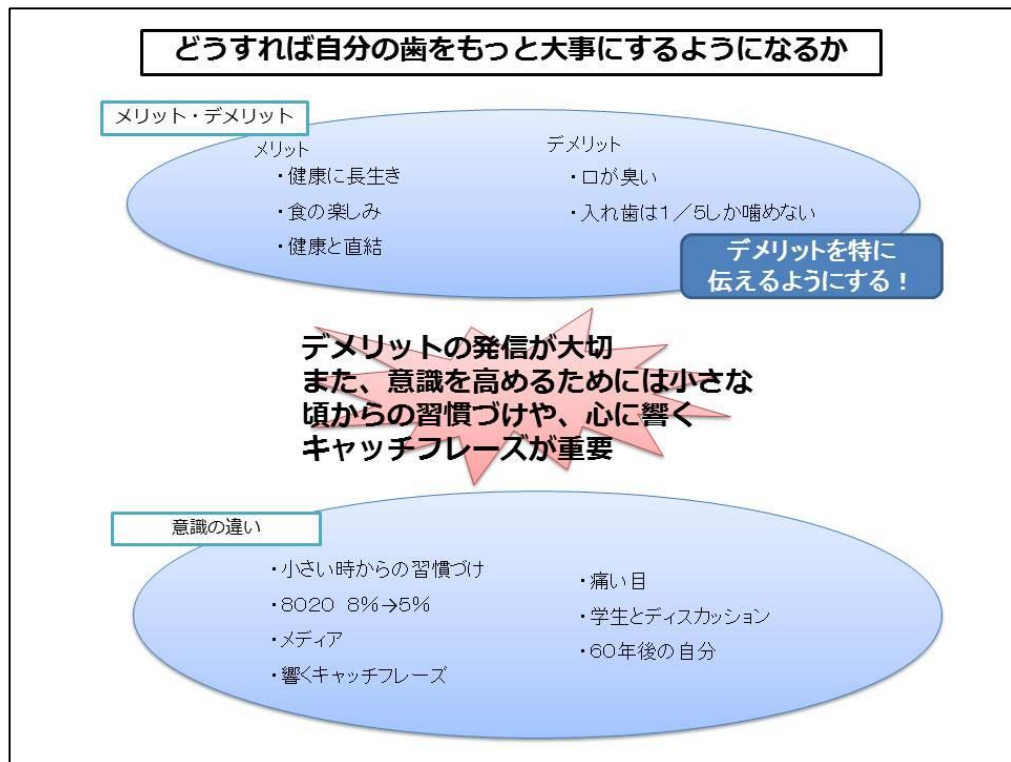 どうすれば自分の歯をもっと大事にするようになるか
メリット・デメリット
メリット
・健康に長生き
・食の楽しみ
・健康と直結
デメリット
・口が臭い
・入れ歯は1/5しか噛めない
デメリットを特に
伝えるようにする!
デメリットの発信が大切
また、意識を高めるためには小さな
頃からの習慣づけや、心に響く
キャッチフレーズが重要
意識の違い
・小さい時からの習慣づけ
・8020 8%→5%
・メディア
・響くキャッチフレーズ
・痛い目
・学生とディスカッション
・60年後の自分